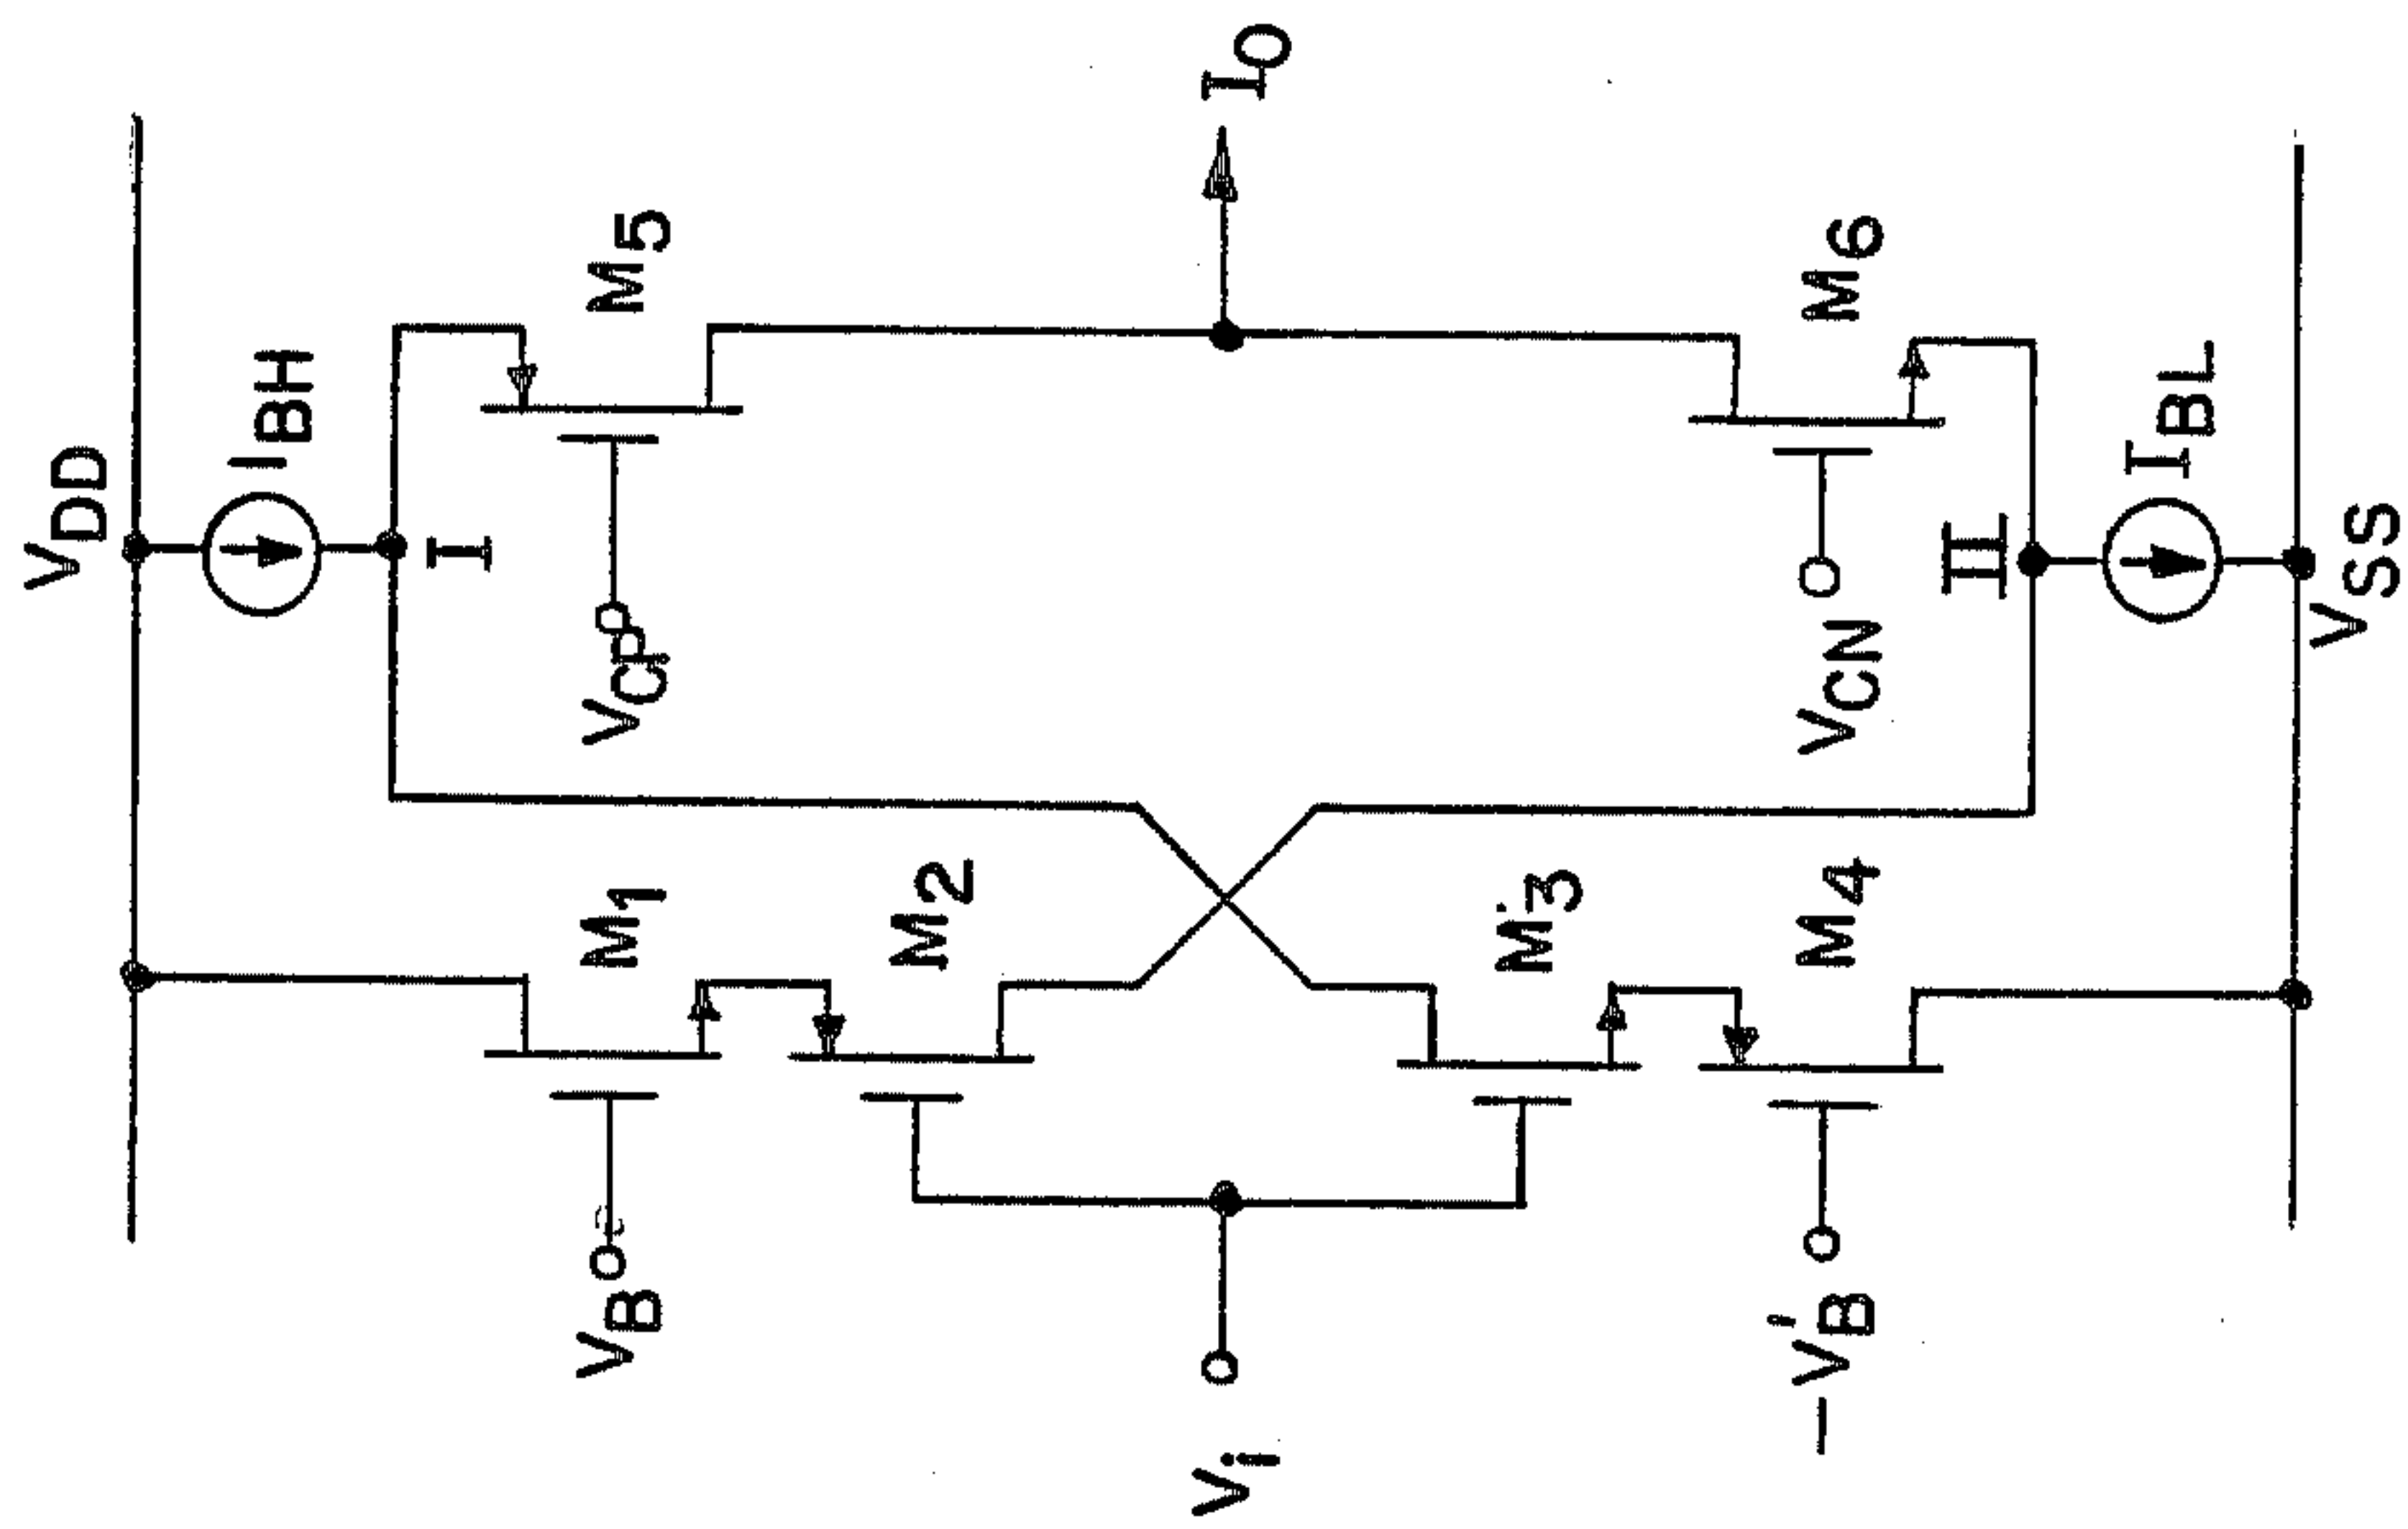 V_DD
I_BH
I
M_1
V_B
M_5
V_CP
M_2
V_i
I_O
M_3
M_4
-V'_B
M_6
V_CN
II
I_BL
V_SS